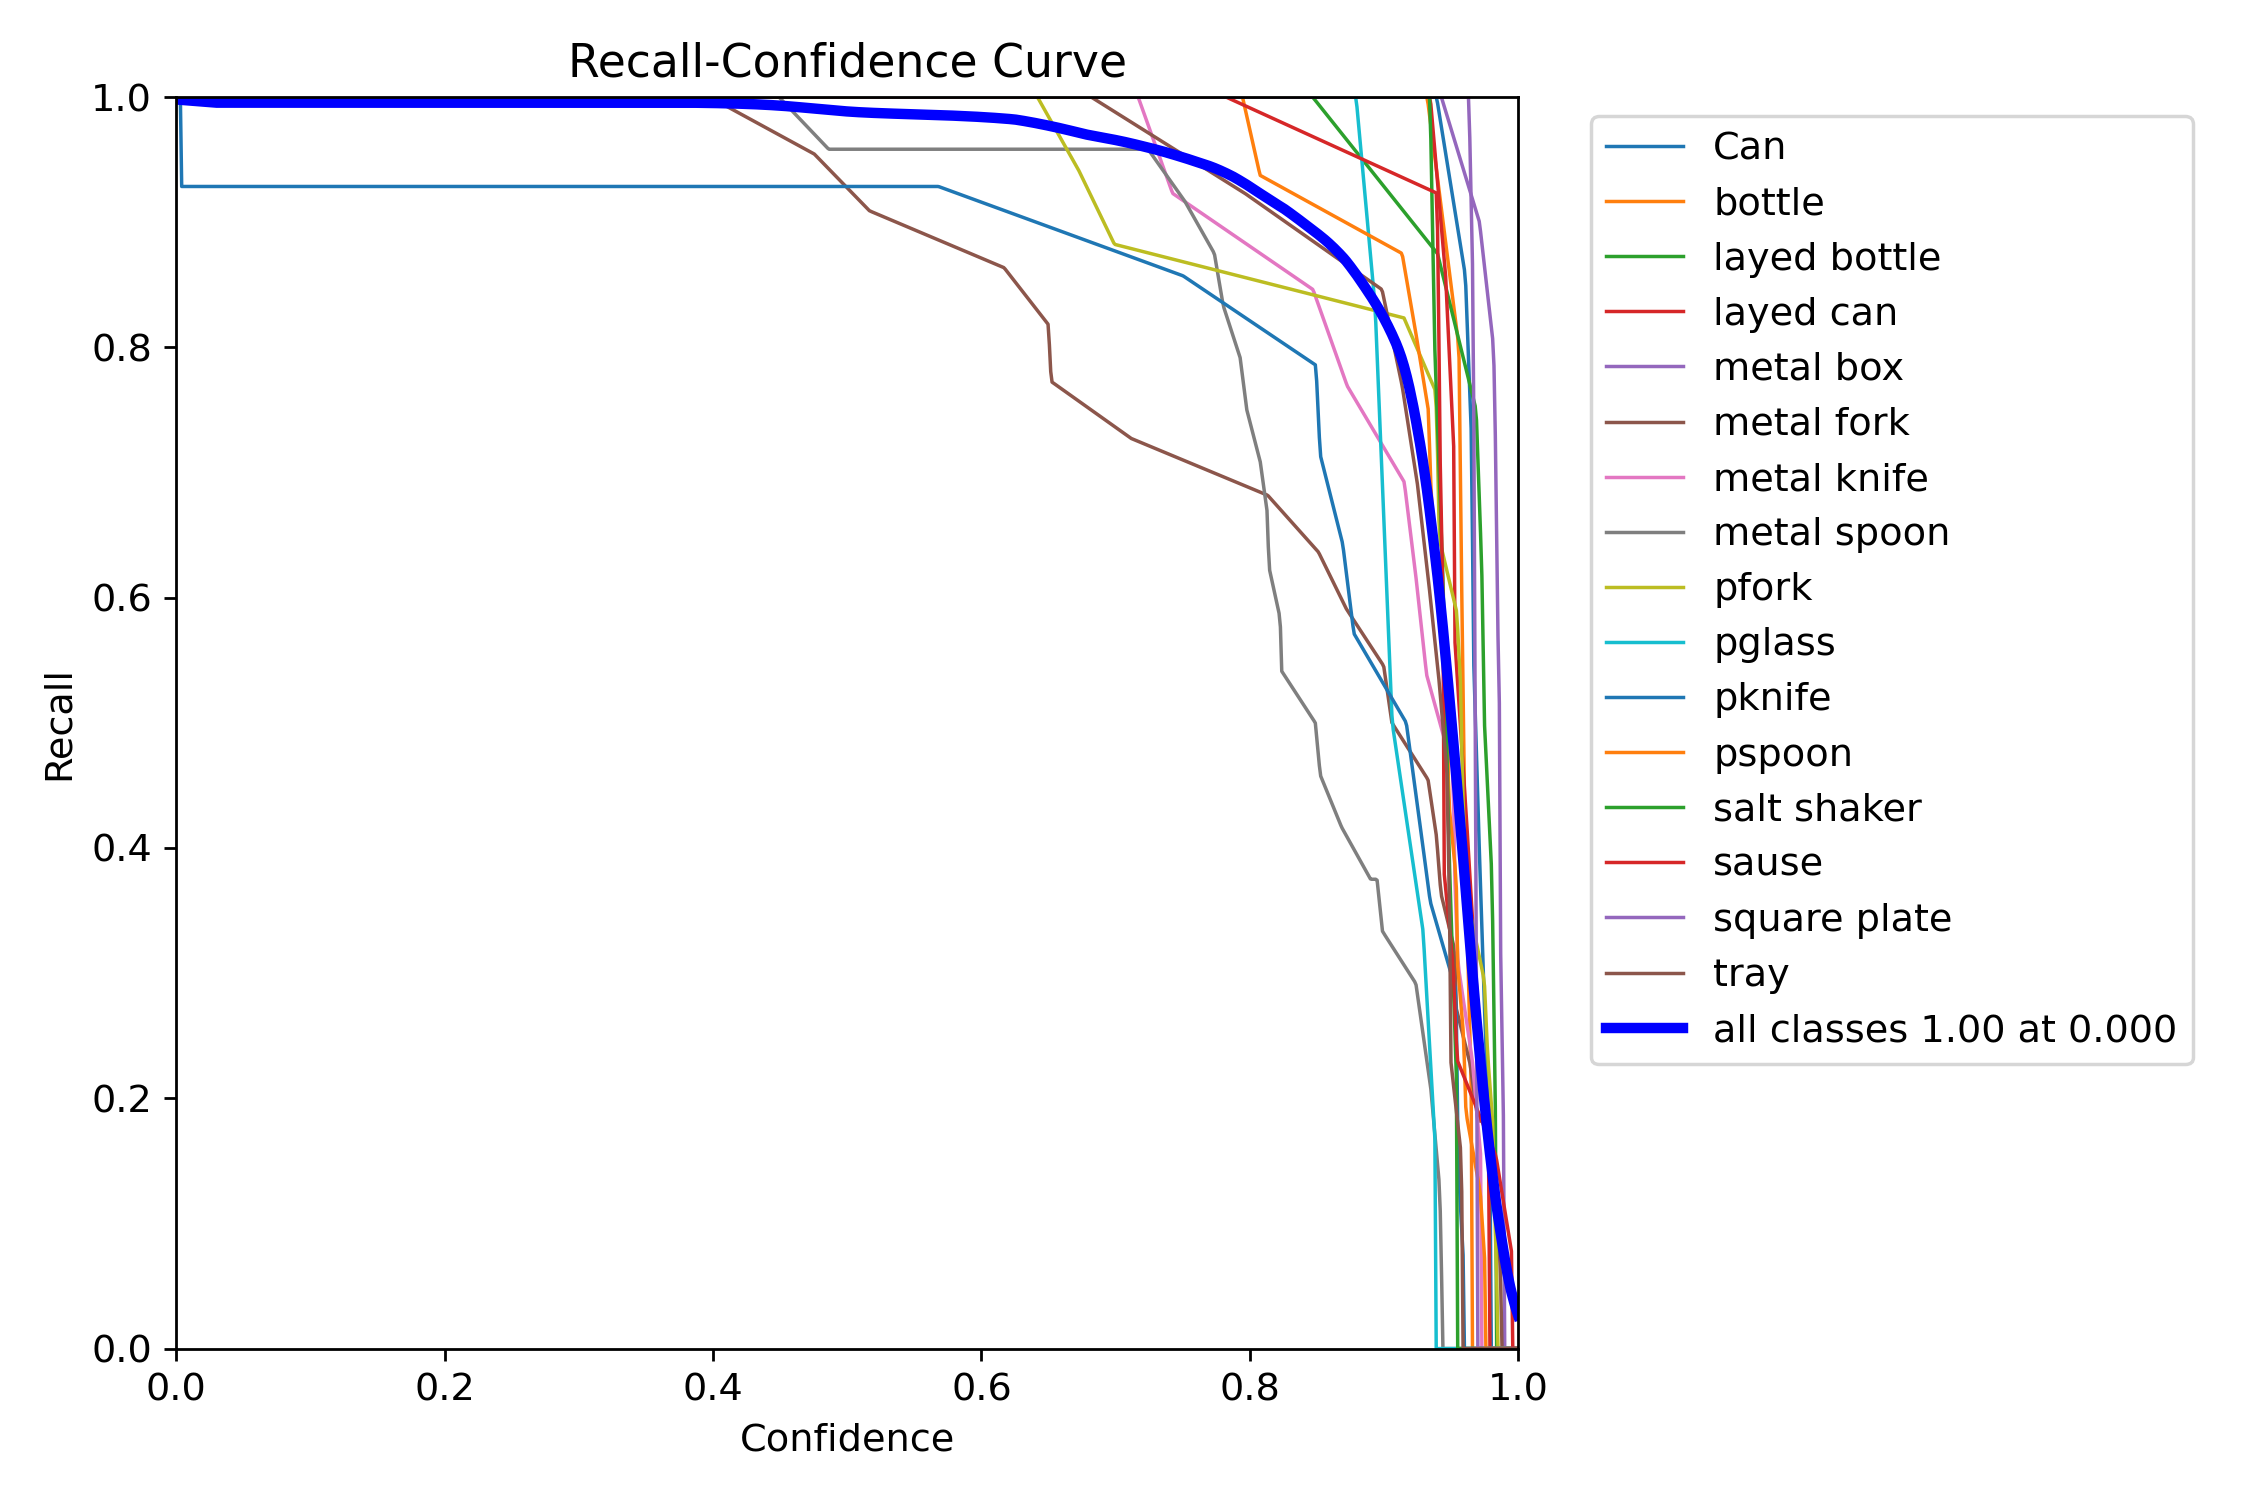 Recall-Confidence Curve
1.0
0.8
0.6
0.4
0.2
0.0
Recall
0.0 0.2 0.4 0.6 0.8 1.0
Confidence
Can
bottle
layed bottle
layed can
metal box
metal fork
metal knife
metal spoon
pfork
pglass
pknife
pspoon
salt shaker
sause
square plate
tray
all classes 1.00 at 0.000